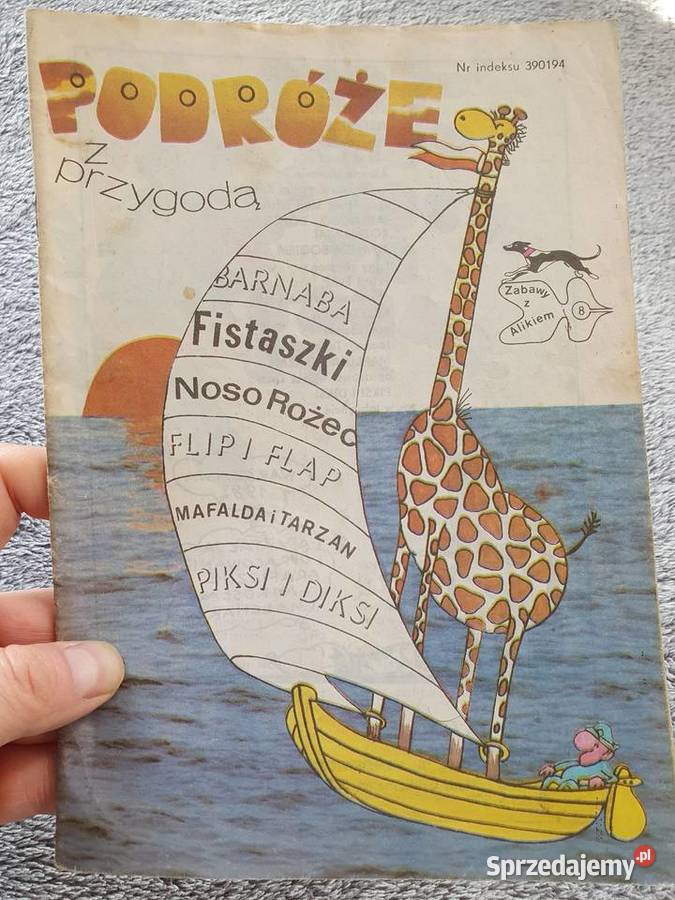 Nr indeksu 390194
PODRÓŻE
z
przygodą
BARNABA
Fistaszki
Noso Rożec
FLIP I FLAP
MAFALDA i TARZAN
PIKSI I DIKSI
Zabawy
z
Alikiem
8
Sprzedajemy.pl